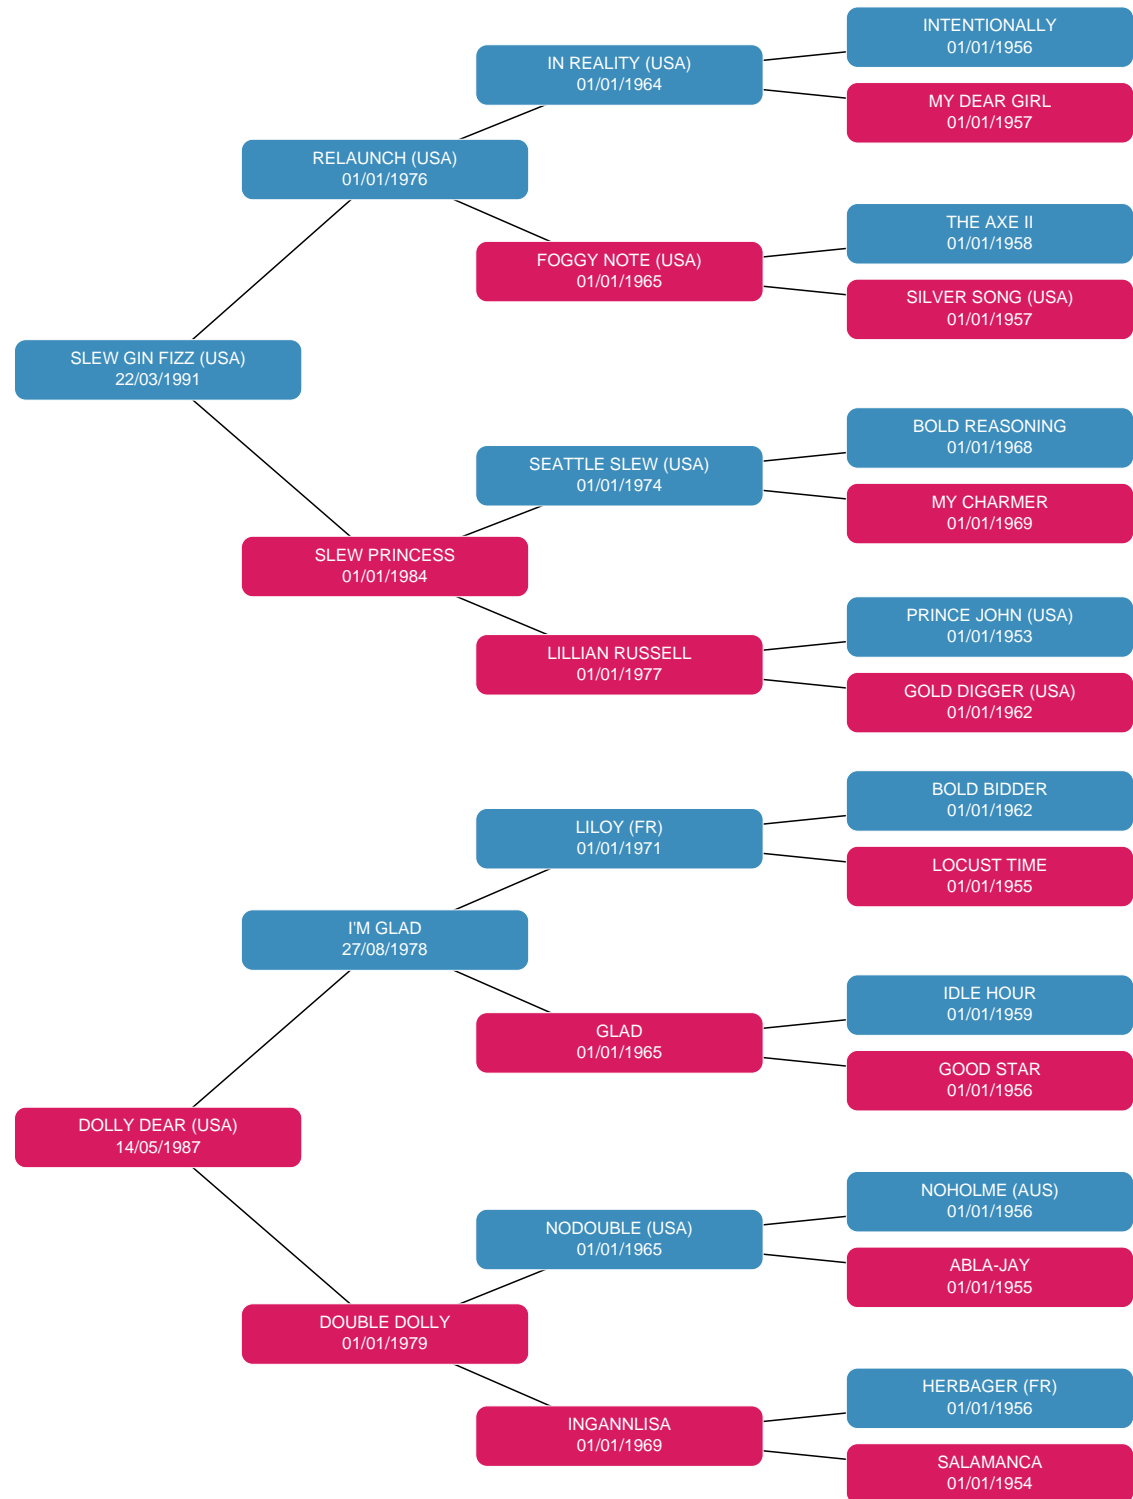 INTENTIONALLY
01/01/1956
IN REALITY (USA)
01/01/1964
MY DEAR GIRL
01/01/1957
RELAUNCH (USA)
01/01/1976
THE AXE II
01/01/1958
FOGGY NOTE (USA)
01/01/1965
SILVER SONG (USA)
01/01/1957
SLEW GIN FIZZ (USA)
22/03/1991
BOLD REASONING
01/01/1968
SEATTLE SLEW (USA)
01/01/1974
MY CHARMER
01/01/1969
SLEW PRINCESS
01/01/1984
PRINCE JOHN (USA)
01/01/1953
LILLIAN RUSSELL
01/01/1977
GOLD DIGGER (USA)
01/01/1962
BOLD BIDDER
01/01/1962
LILOY (FR)
01/01/1971
LOCUST TIME
01/01/1955
I'M GLAD
27/08/1978
IDLE HOUR
01/01/1959
GLAD
01/01/1965
GOOD STAR
01/01/1956
DOLLY DEAR (USA)
14/05/1987
NOHOLME (AUS)
01/01/1956
NODOUBLE (USA)
01/01/1965
ABLA-JAY
01/01/1955
DOUBLE DOLLY
01/01/1979
HERBAGER (FR)
01/01/1956
INGANNLISA
01/01/1969
SALAMANCA
01/01/1954